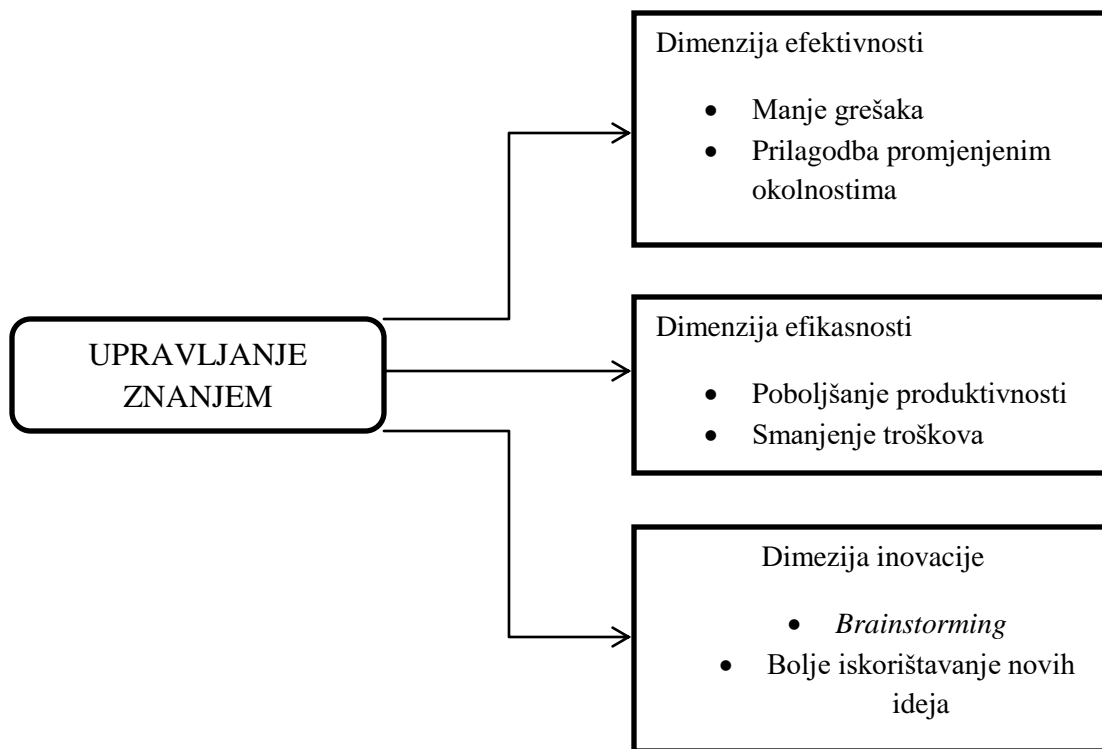 Dimenzija efektivnosti
• Manje grešaka
• Prilagodba promjenjenim
okolnostima
UPRAVLJANJE
ZNANJEM
Dimenzija efikasnosti
• Poboljšanje produktivnosti
• Smanjenje troškova
Dimezija inovacije
• Brainstorming
• Bolje iskorištavanje novih
ideja